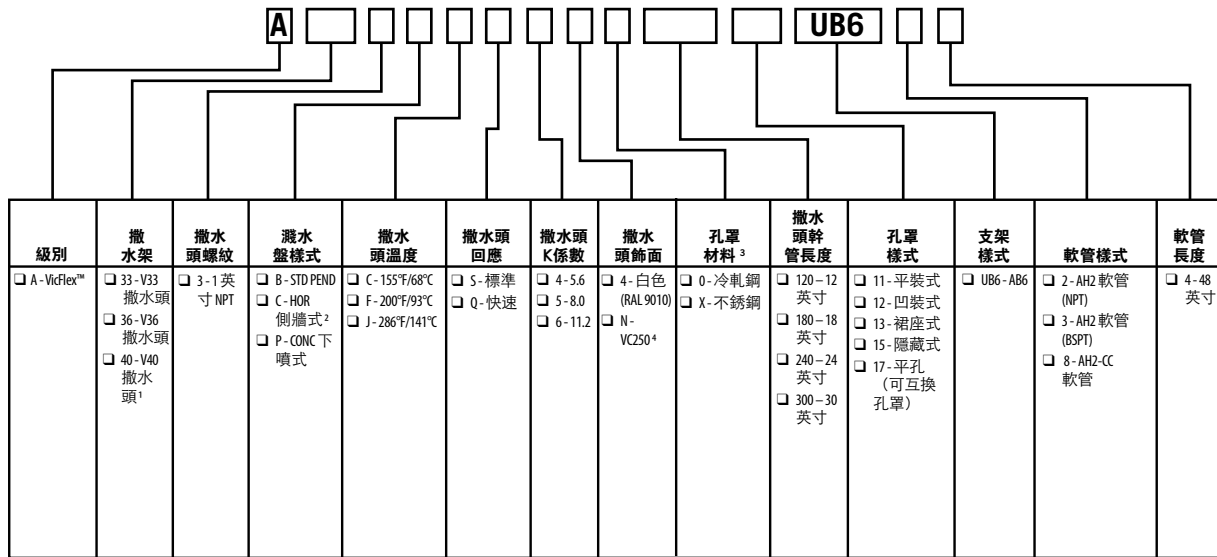 A
UB6
級別
❏ A - VicFlex™
撒
水架
❏ 33 - V33
撒水頭
❏ 36 - V36
撒水頭
❏ 40 - V40
撒水
頭¹
撒水
頭螺紋
❏ 3 - 1 英
寸 NPT
濺水
盤樣式
❏ B - STD PEND
❏ C - HOR
側牆式²
❏ P - CONC 下
噴式
撒水
頭溫度
❏ C - 155°F/68°C
❏ F - 200°F/93°C
❏ J - 286°F/141°C
撒水頭
回應
❏ S - 標準
❏ Q - 快速
撒水頭
K係數
❏ 4 - 5.6
❏ 5 - 8.0
❏ 6 - 11.2
撒水
頭飾面
❏ 4 - 白色
(RAL 9010)
❏ N -
VC250⁴
孔罩
材料³
❏ 0 - 冷軋鋼
❏ X - 不銹鋼
撒水
頭幹
管長度
❏ 120 – 12
英寸
❏ 180 – 18
英寸
❏ 240 – 24
英寸
❏ 300 – 30
英寸
孔罩
樣式
❏ 11 - 平裝式
❏ 12 - 凹裝式
❏ 13 - 裙座式
❏ 15 - 隱藏式
❏ 17 - 平孔
（可互換
孔罩）
支架
樣式
❏ UB6 - AB6
軟管樣式
❏ 2 - AH2 軟管
(NPT)
❏ 3 - AH2 軟管
(BSPT)
❏ 8 - AH2-CC
軟管
軟管
長度
❏ 4 - 48
英寸